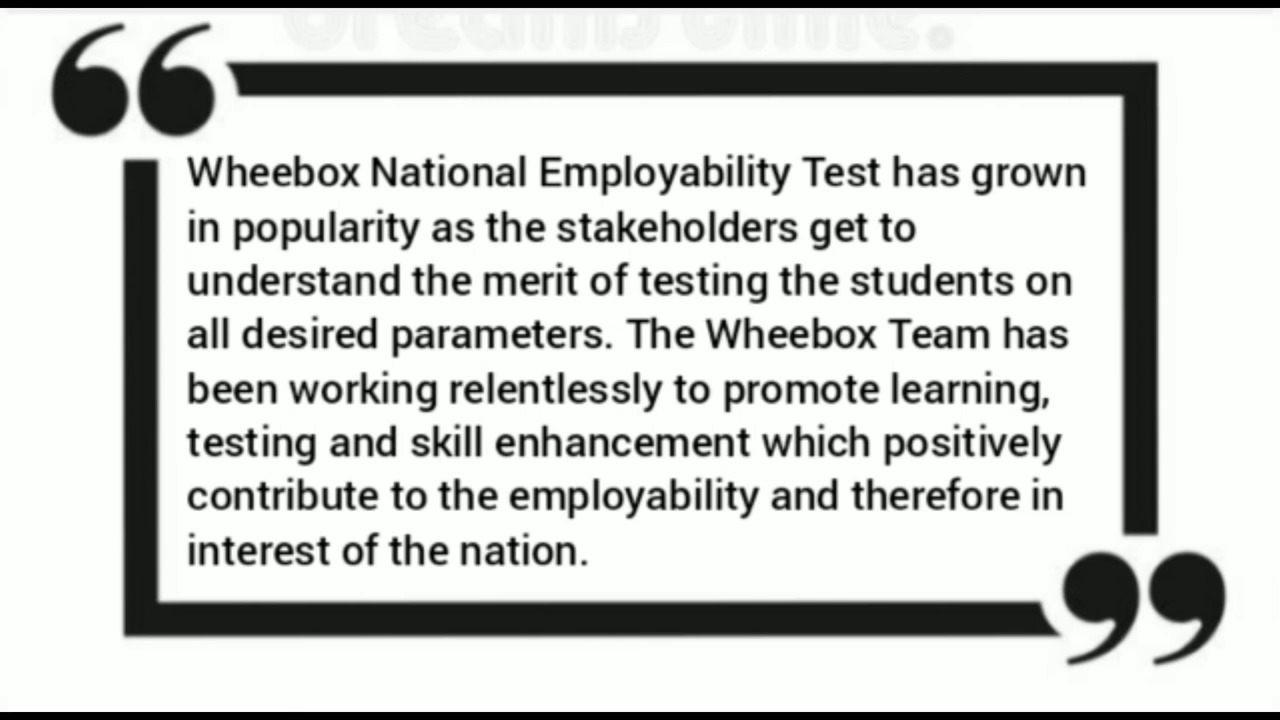 Wheebox National Employability Test has grown
in popularity as the stakeholders get to
understand the merit of testing the students on
all desired parameters. The Wheebox Team has
been working relentlessly to promote learning,
testing and skill enhancement which positively
contribute to the employability and therefore in
interest of the nation.